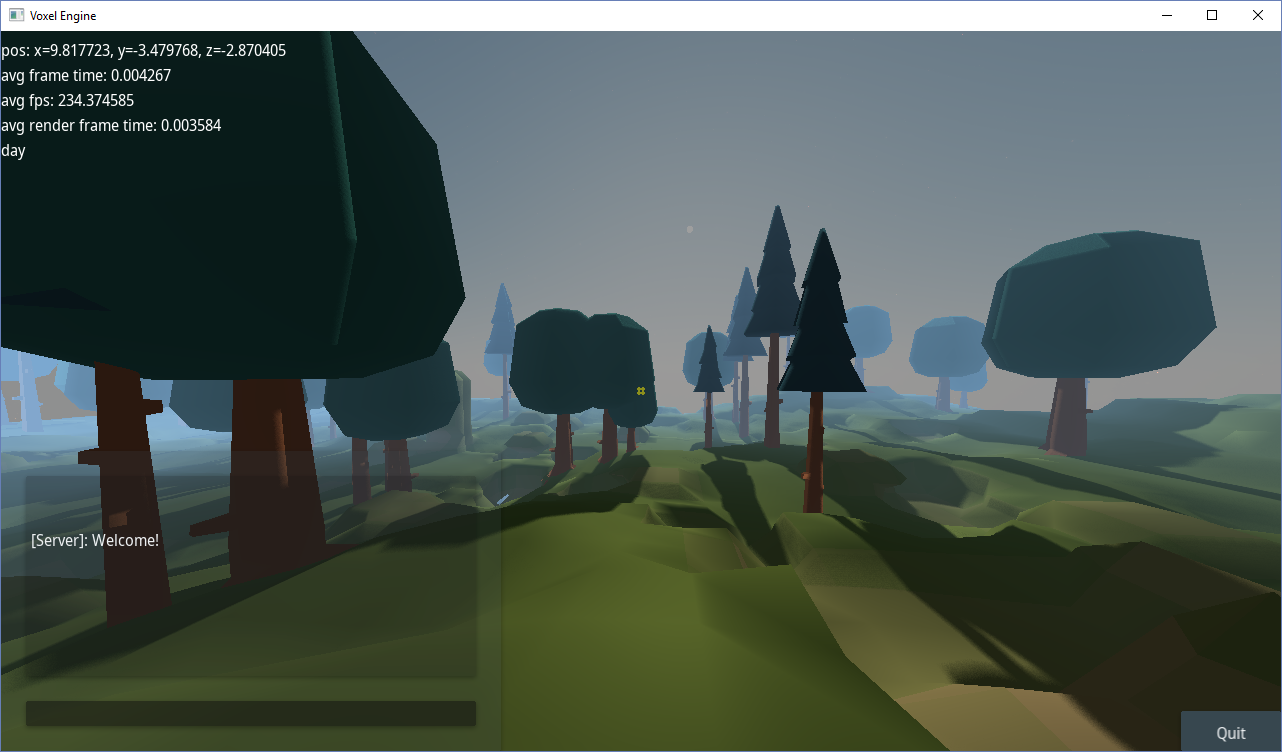 Voxel Engine
pos: x=9.817723, y=-3.479768, z=-2.870405
avg frame time: 0.004267
avg fps: 234.374585
avg render frame time: 0.003584
day
[Server]: Welcome!
Quit